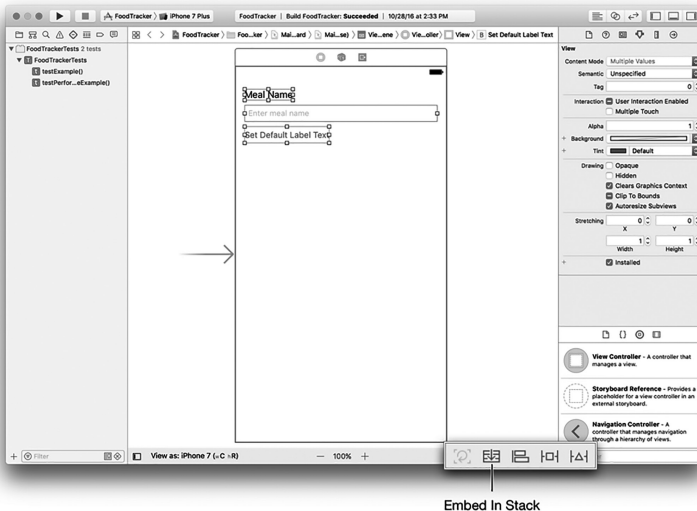 FoodTracker › iPhone 7 Plus
FoodTracker | Build FoodTracker: Succeeded | 10/28/16 at 2:33 PM
FoodTracker › Foo...ker › Mai...ard › Mai...se) › Vie...ene › Vie...oller › View › B Set Default Label Text
FoodTrackerTests 2 tests
T FoodTrackerTests
t testExample()
t testPerfor...eExample()
Meal Name
Enter meal name
Set Default Label Text
View
Content Mode Multiple Values
Semantic Unspecified
Tag 0
Interaction User Interaction Enabled
Multiple Touch
Alpha 1
+ Background
+ Tint Default
Drawing Opaque
Hidden
Clears Graphics Context
Clip To Bounds
Autoresize Subviews
Stretching 0 0
X Y
1 1
Width Height
+ Installed
View Controller - A controller that
manages a view.
Storyboard Reference - Provides a
placeholder for a view controller in an
external storyboard.
Navigation Controller - A
controller that manages navigation
through a hierarchy of views.
+ Filter
View as: iPhone 7 (wC hR)
— 100% +
Embed In Stack